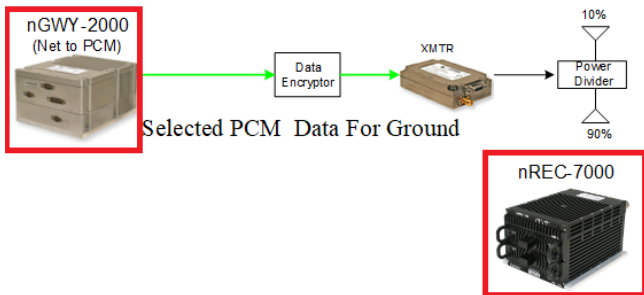 nGWY-2000
(Net to PCM)
Data
Encryptor
XMTR
10%
Power
Divider
90%
Selected PCM Data For Ground
nREC-7000